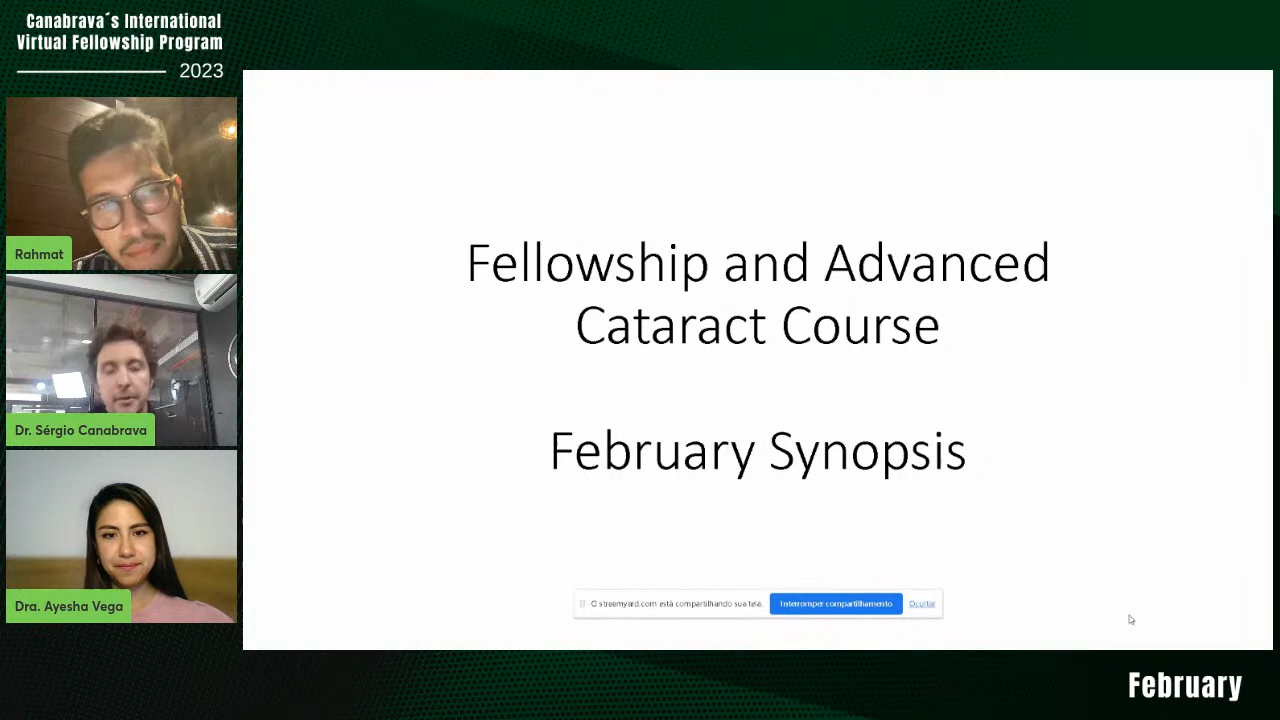 Canabrava´s International
Virtual Fellowship Program
2023
Rahmat
Dr. Sérgio Canabrava
Dra. Ayesha Vega
Fellowship and Advanced
Cataract Course
February Synopsis
O streamyard.com está compartilhando sua tela.
Interromper compartilhamento
Ocultar
February